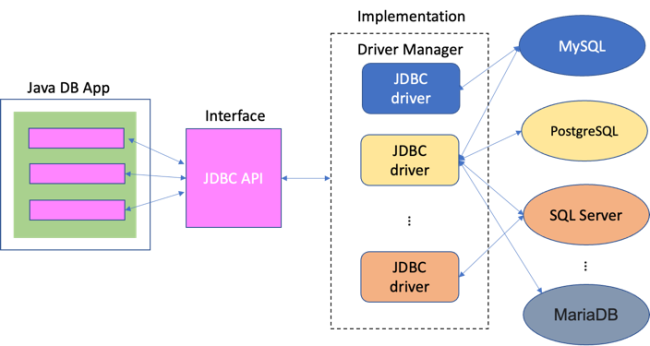 Implementation
Driver Manager
Java DB App
Interface
JDBC API
JDBC
driver
JDBC
driver
...
JDBC
driver
MySQL
PostgreSQL
SQL Server
...
MariaDB